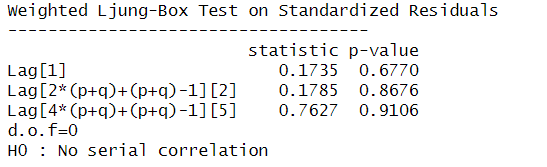 Weighted Ljung-Box Test on Standardized Residuals
------------------------------------
statistic p-value
Lag[1] 0.1735 0.6770
Lag[2*(p+q)+(p+q)-1][2] 0.1785 0.8676
Lag[4*(p+q)+(p+q)-1][5] 0.7627 0.9106
d.o.f=0
H0 : No serial correlation